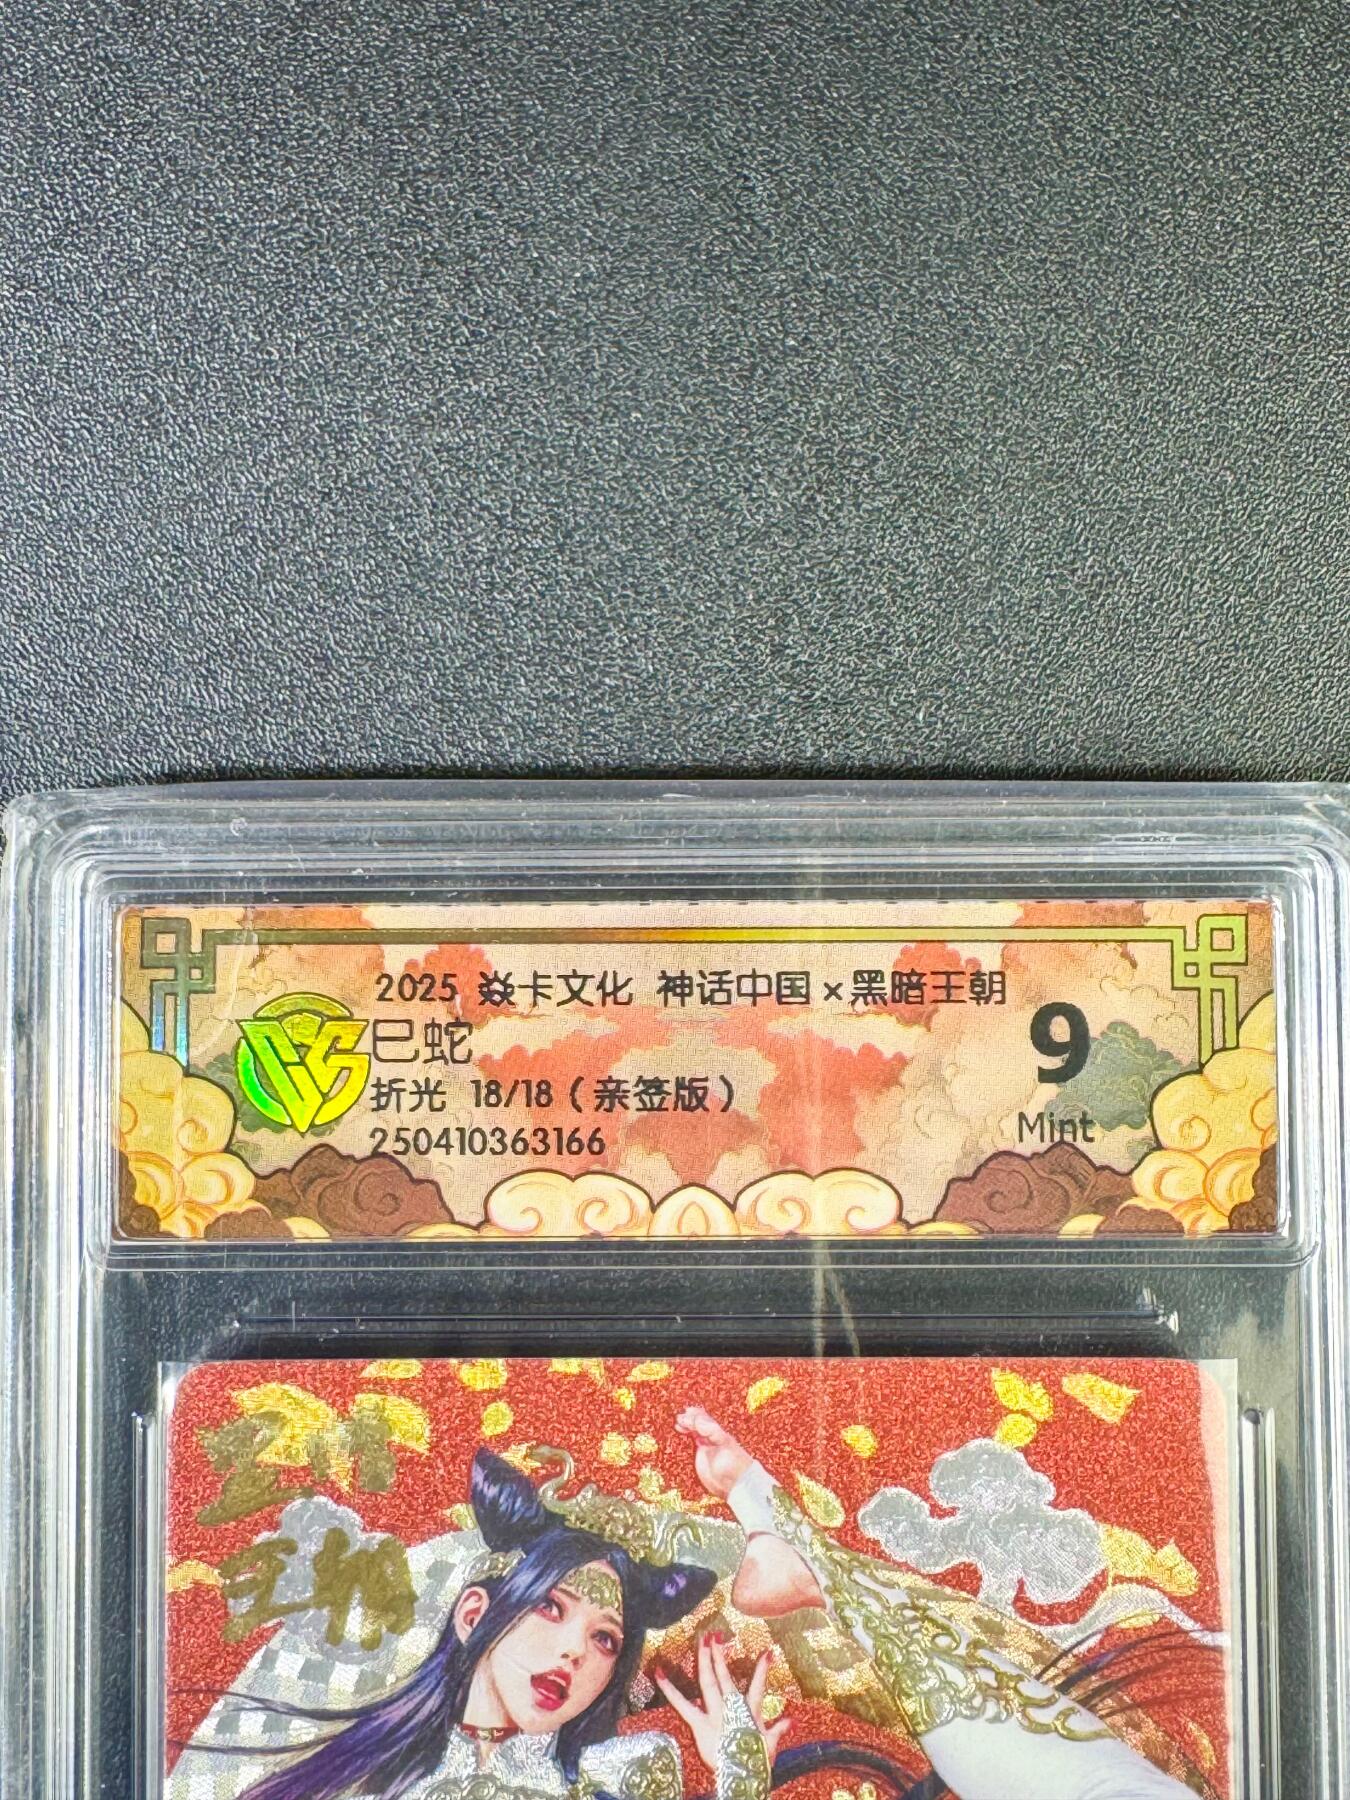 2025 焱卡文化 神话中国×黑暗王朝
巳蛇
折光 18/18（亲签版）
250410363166
9
Mint